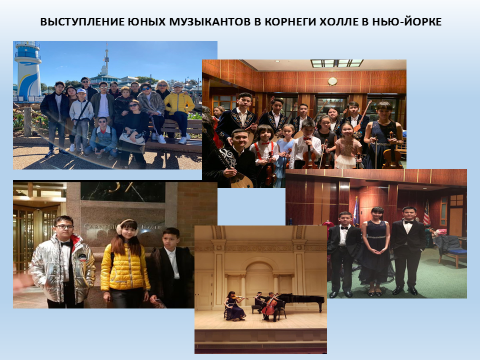 ВЫСТУПЛЕНИЕ ЮНЫХ МУЗЫКАНТОВ В КОРНЕГИ ХОЛЛЕ В НЬЮ-ЙОРКЕ